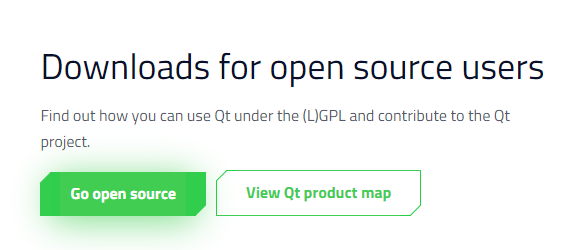 Downloads for open source users
Find out how you can use Qt under the (L)GPL and contribute to the Qt
project.
Go open source
View Qt product map